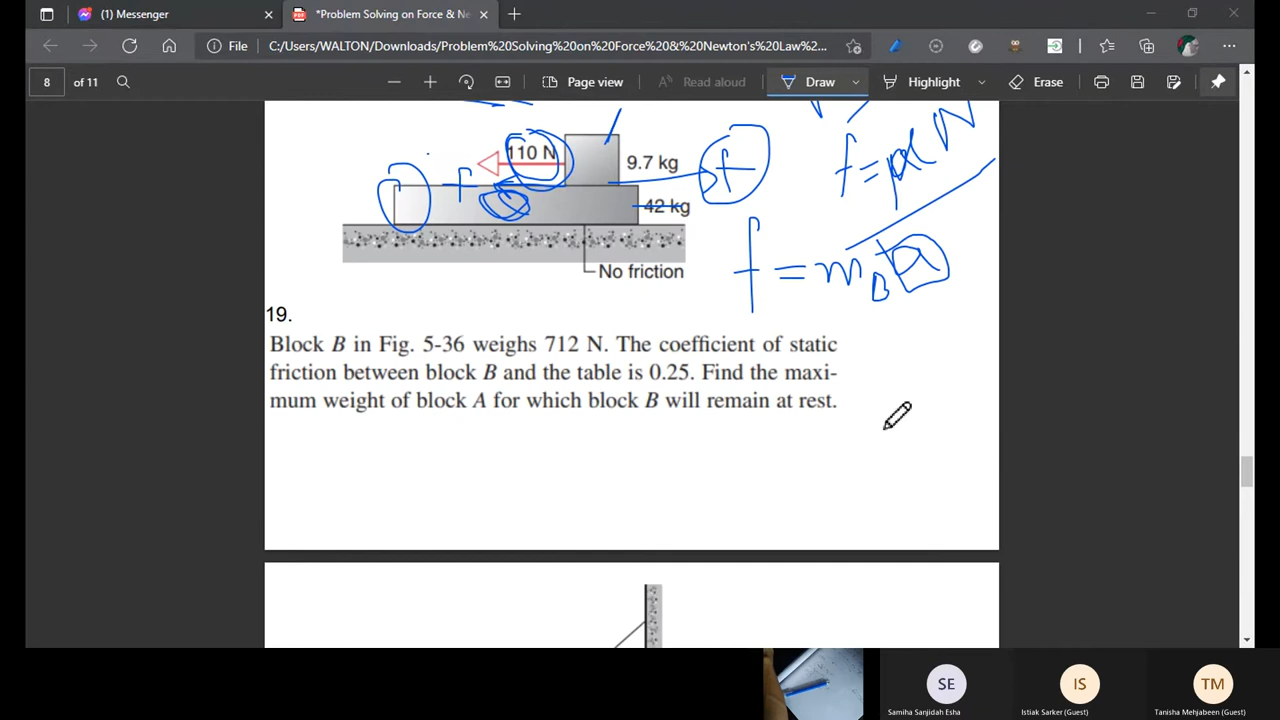 (1) Messenger
*Problem Solving on Force & Ne
File
C:/Users/WALTON/Downloads/Problem%20Solving%20on%20Force%20&%20Newton's%20Law%...
8 of 11
Page view
Read aloud
Draw
Highlight
Erase
110 N
9.7 kg
f
f
f = μN
42 kg
No friction
f = m_B a
19.
Block B in Fig. 5-36 weighs 712 N. The coefficient of static
friction between block B and the table is 0.25. Find the maxi-
mum weight of block A for which block B will remain at rest.
SE
IS
TM
Samiha Sanjidah Esha
Istiak Sarker (Guest)
Tanisha Mehjabeen (Guest)